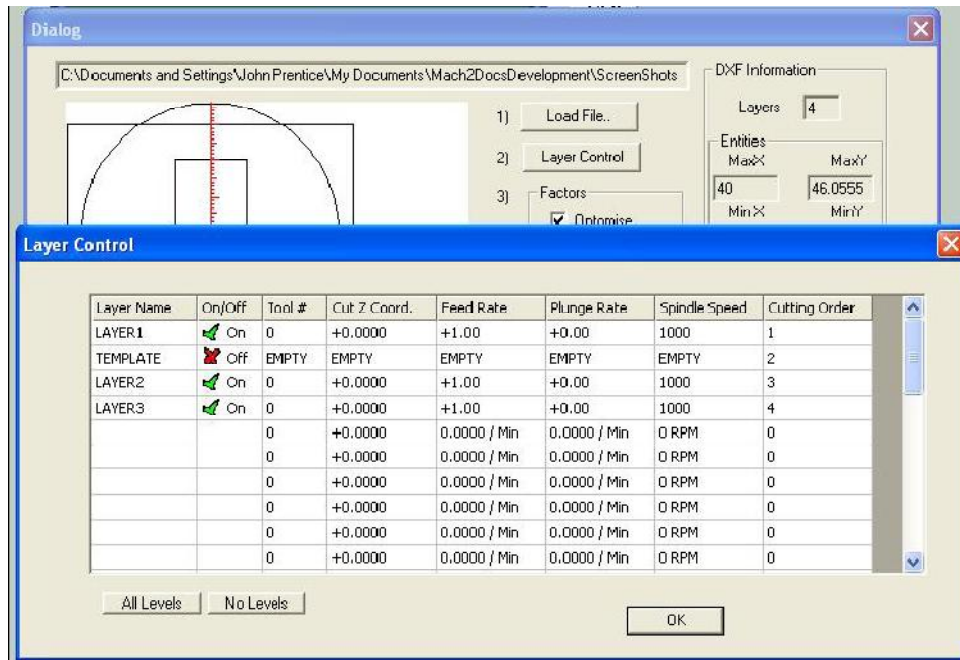 Dialog
C:\Documents and Settings\John Prentice\My Documents\Mach2DocsDevelopment\ScreenShots
DXF Information
Layers 4
1) Load File..
2) Layer Control
3) Factors
Optomise
Entities
MaxX MaxY
40 46.0555
MinX MinY
Layer Control
Layer Name On/Off Tool # Cut Z Coord. Feed Rate Plunge Rate Spindle Speed Cutting Order
LAYER1 On 0 +0.0000 +1.00 +0.00 1000 1
TEMPLATE Off EMPTY EMPTY EMPTY EMPTY EMPTY 2
LAYER2 On 0 +0.0000 +1.00 +0.00 1000 3
LAYER3 On 0 +0.0000 +1.00 +0.00 1000 4
0 +0.0000 0.0000 / Min 0.0000 / Min 0 RPM 0
0 +0.0000 0.0000 / Min 0.0000 / Min 0 RPM 0
0 +0.0000 0.0000 / Min 0.0000 / Min 0 RPM 0
0 +0.0000 0.0000 / Min 0.0000 / Min 0 RPM 0
0 +0.0000 0.0000 / Min 0.0000 / Min 0 RPM 0
0 +0.0000 0.0000 / Min 0.0000 / Min 0 RPM 0
All Levels No Levels
OK